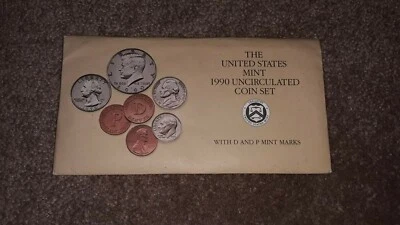 THE
UNITED STATES
MINT
1990 UNCIRCULATED
COIN SET
WITH D AND P MINT MARKS